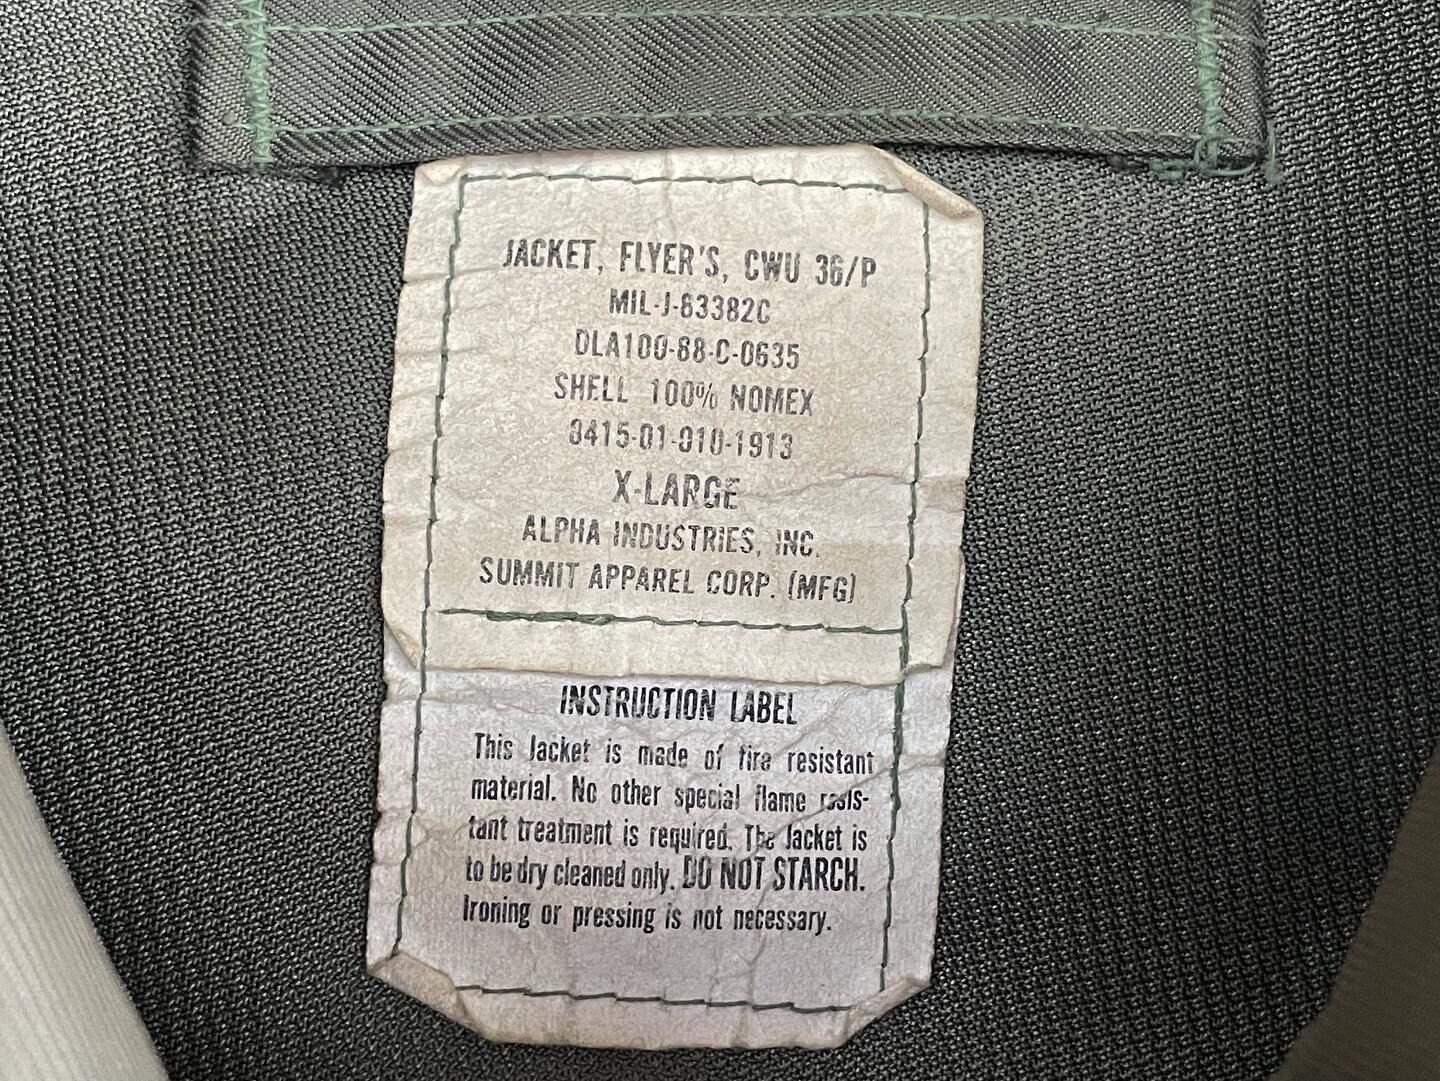 JACKET, FLYER'S, CWU 36/P
MIL-J-83382C
DLA100-88-C-0635
SHELL 100% NOMEX
8415-01-010-1913
X-LARGE
ALPHA INDUSTRIES, INC.
SUMMIT APPAREL CORP. (MFG)
INSTRUCTION LABEL
This Jacket is made of fire resistant
material. No other special flame resis-
tant treatment is required. The Jacket is
to be dry cleaned only. DO NOT STARCH.
Ironing or pressing is not necessary.